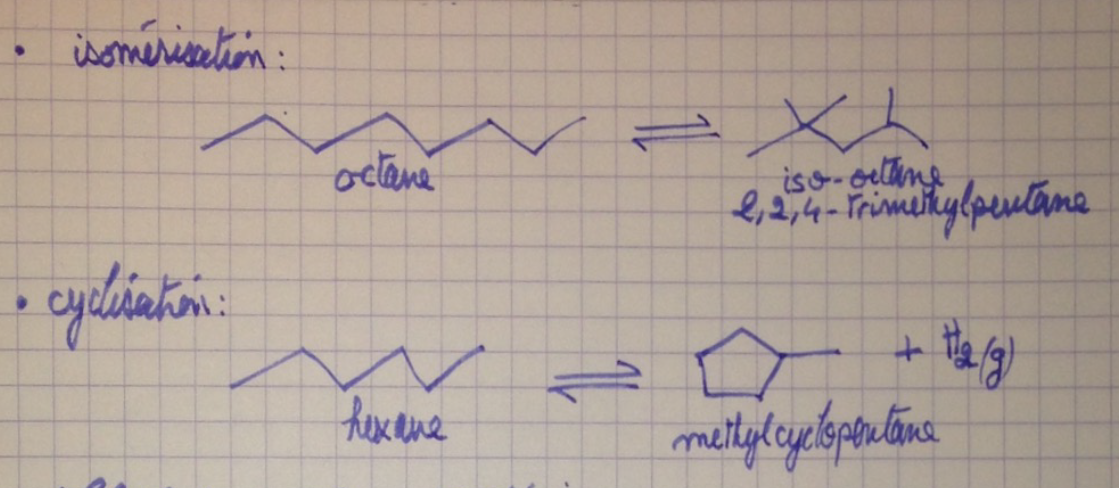 • isomérisation :
octane ⇌ iso-octane
2,2,4-trimethylpentane
• cyclisation :
⇌ + H2(g)
hexane methylcyclopentane